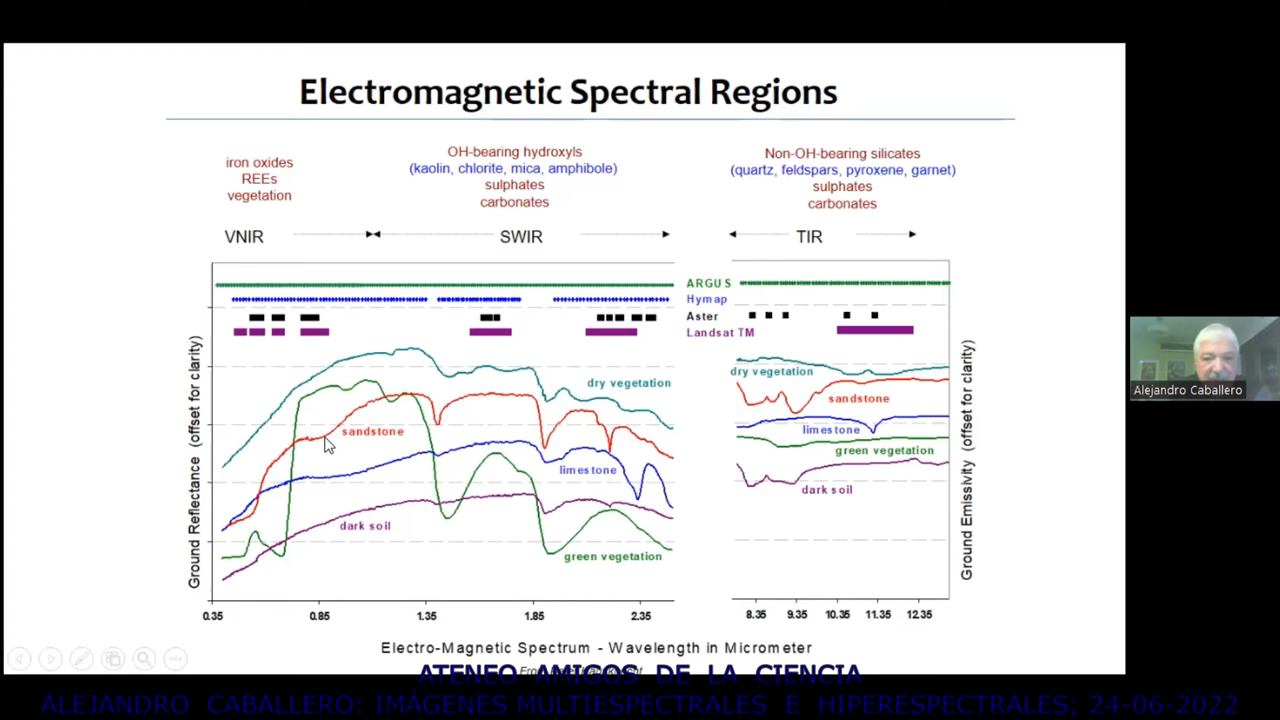 Electromagnetic Spectral Regions
iron oxides
REEs
vegetation
OH-bearing hydroxyls
(kaolin, chlorite, mica, amphibole)
sulphates
carbonates
Non-OH-bearing silicates
(quartz, feldspars, pyroxene, garnet)
sulphates
carbonates
VNIR
SWIR
TIR
ARGUS
Hymap
Aster
Landsat TM
Ground Reflectance (offset for clarity)
dry vegetation
sandstone
limestone
dark soil
green vegetation
dry vegetation
sandstone
limestone
green vegetation
dark soil
Ground Emissivity (offset for clarity)
0.35 0.85 1.35 1.85 2.35
8.35 9.35 10.35 11.35 12.35
Electro-Magnetic Spectrum - Wavelength in Micrometer
Alejandro Caballero
ATENEO AMIGOS DE LA CIENCIA
ALEJANDRO CABALLERO: IMÁGENES MULTIESPECTRALES E HIPERESPECTRALES; 24-06-2022